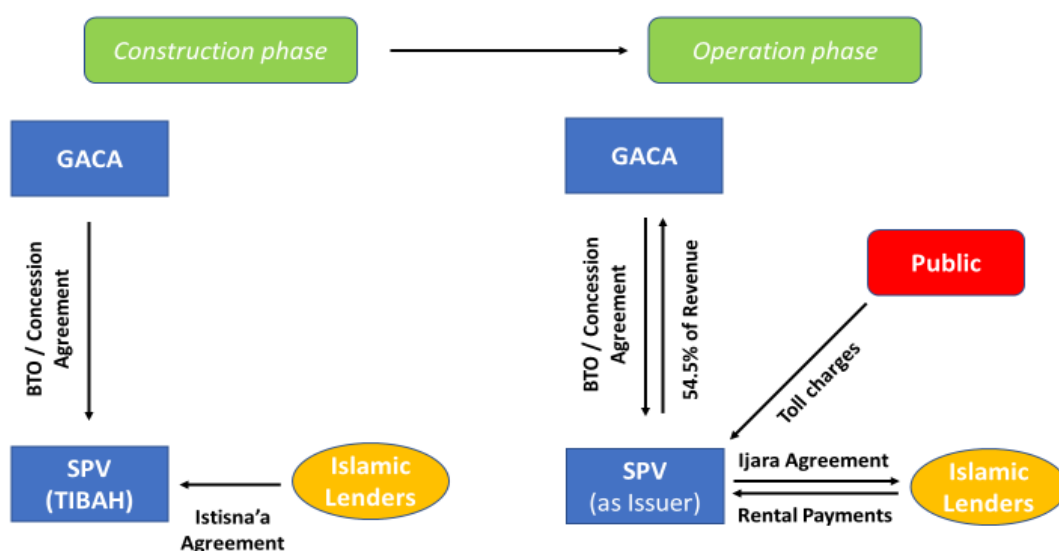 Construction phase
Operation phase
GACA
GACA
BTO / Concession
Agreement
BTO / Concession
Agreement
54.5% of Revenue
Public
Toll charges
SPV
(TIBAH)
Islamic
Lenders
Istisna'a
Agreement
SPV
(as Issuer)
Ijara Agreement
Rental Payments
Islamic
Lenders